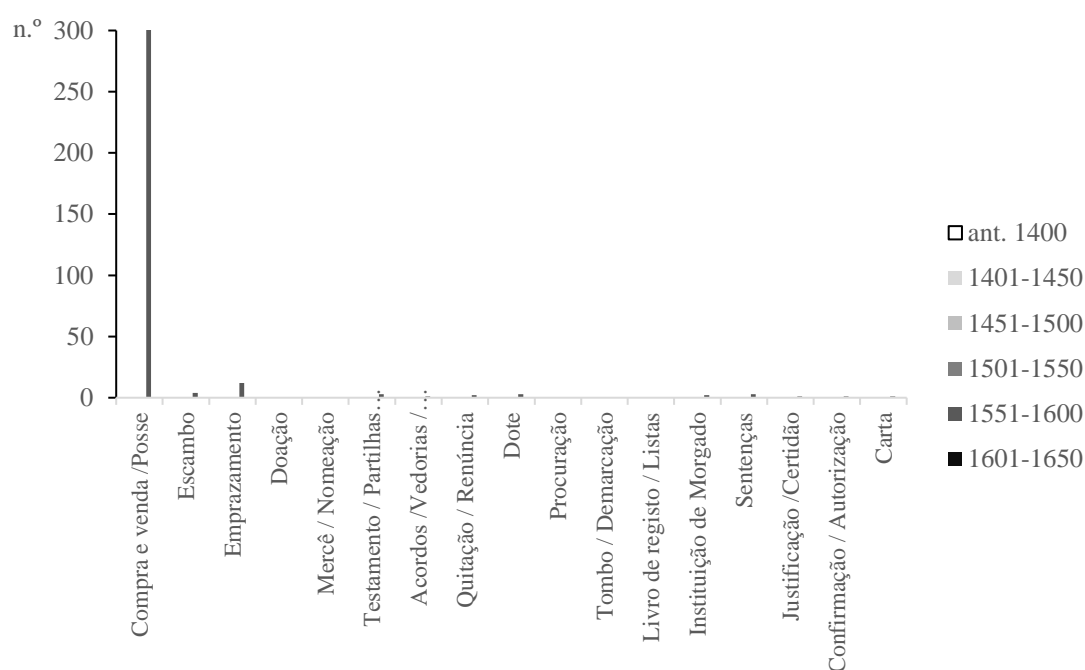 n.º
300
250
200
150
100
50
0
Compra e venda /Posse
Escambo
Emprazamento
Doação
Mercê / Nomeação
Testamento / Partilhas…
Acordos /Vedorias /…
Quitação / Renúncia
Dote
Procuração
Tombo / Demarcação
Livro de registo / Listas
Instituição de Morgado
Sentenças
Justificação /Certidão
Confirmação / Autorização
Carta
ant. 1400
1401-1450
1451-1500
1501-1550
1551-1600
1601-1650